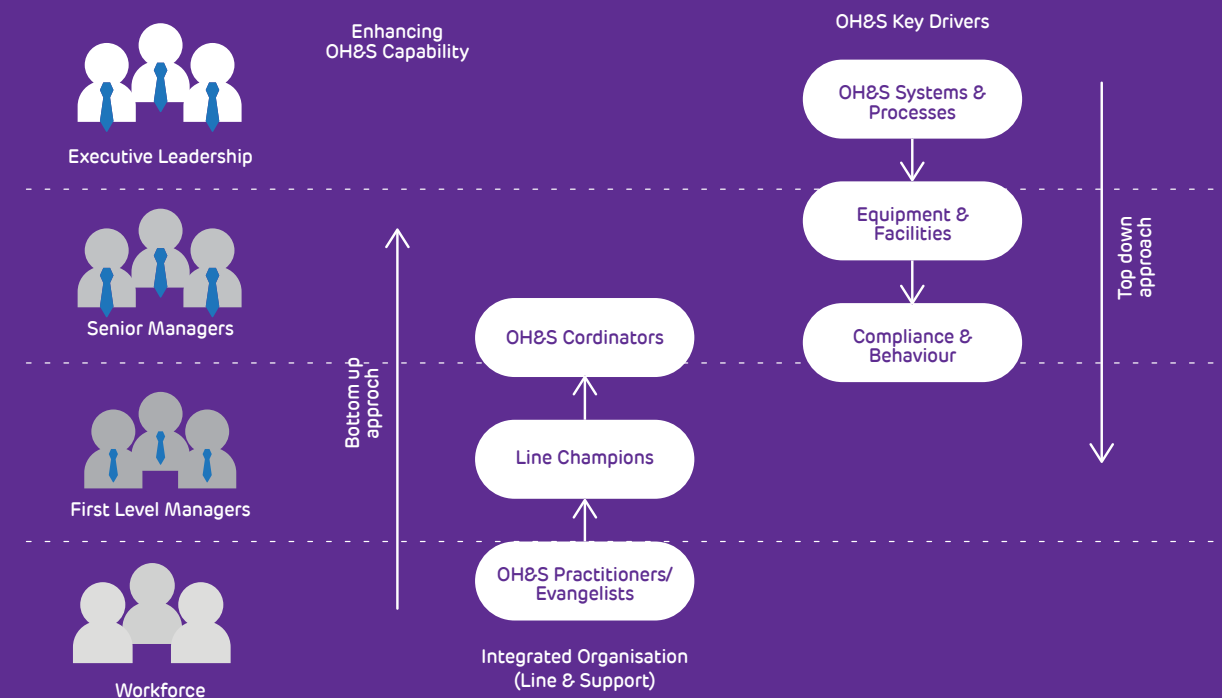 Enhancing
OH&S Capability
OH&S Key Drivers
OH&S Systems &
Processes
Executive Leadership
Equipment &
Facilities
Top down
approach
Senior Managers
OH&S Cordinators
Compliance &
Behaviour
Bottom up
approch
Line Champions
First Level Managers
OH&S Practitioners/
Evangelists
Integrated Organisation
(Line & Support)
Workforce